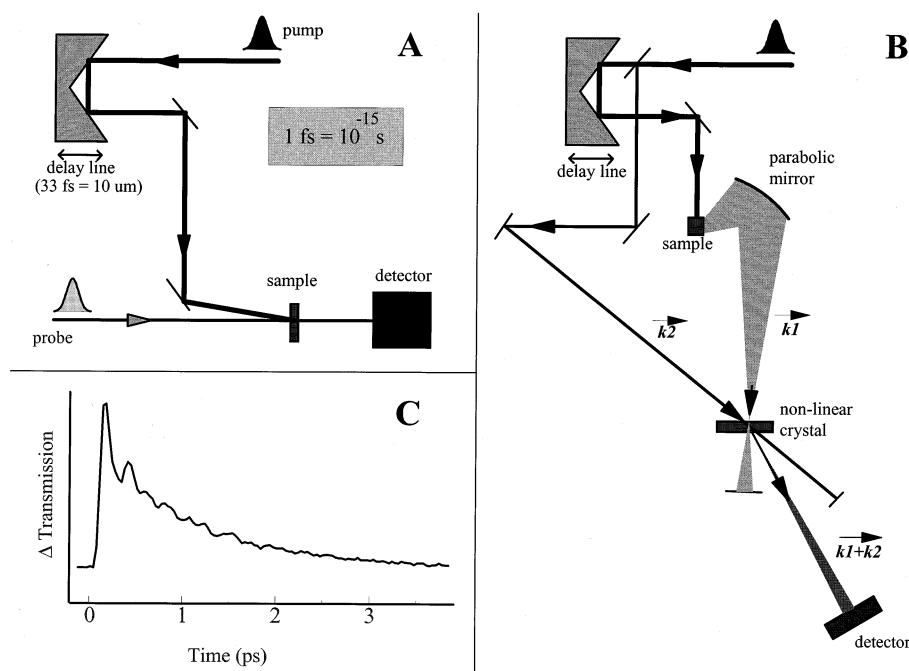 A
pump
1 fs = 10^-15 s
delay line
(33 fs = 10 um)
sample
detector
probe
B
delay line
parabolic
mirror
sample
k2
k1
non-linear
crystal
k1+k2
detector
C
Δ Transmission
0 1 2 3
Time (ps)